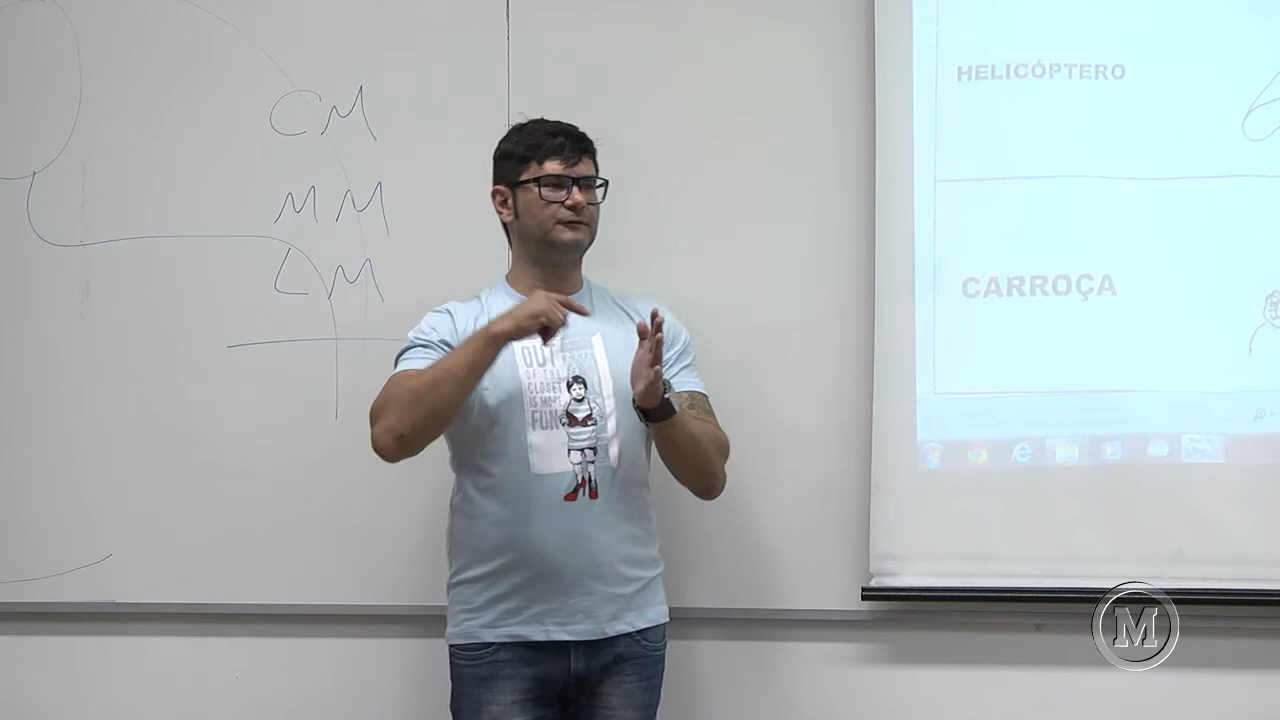 CM
MM
LM
OUT
OF THE
CLOSET
IS MORE
FUN
HELICÓPTERO
CARROÇA
M